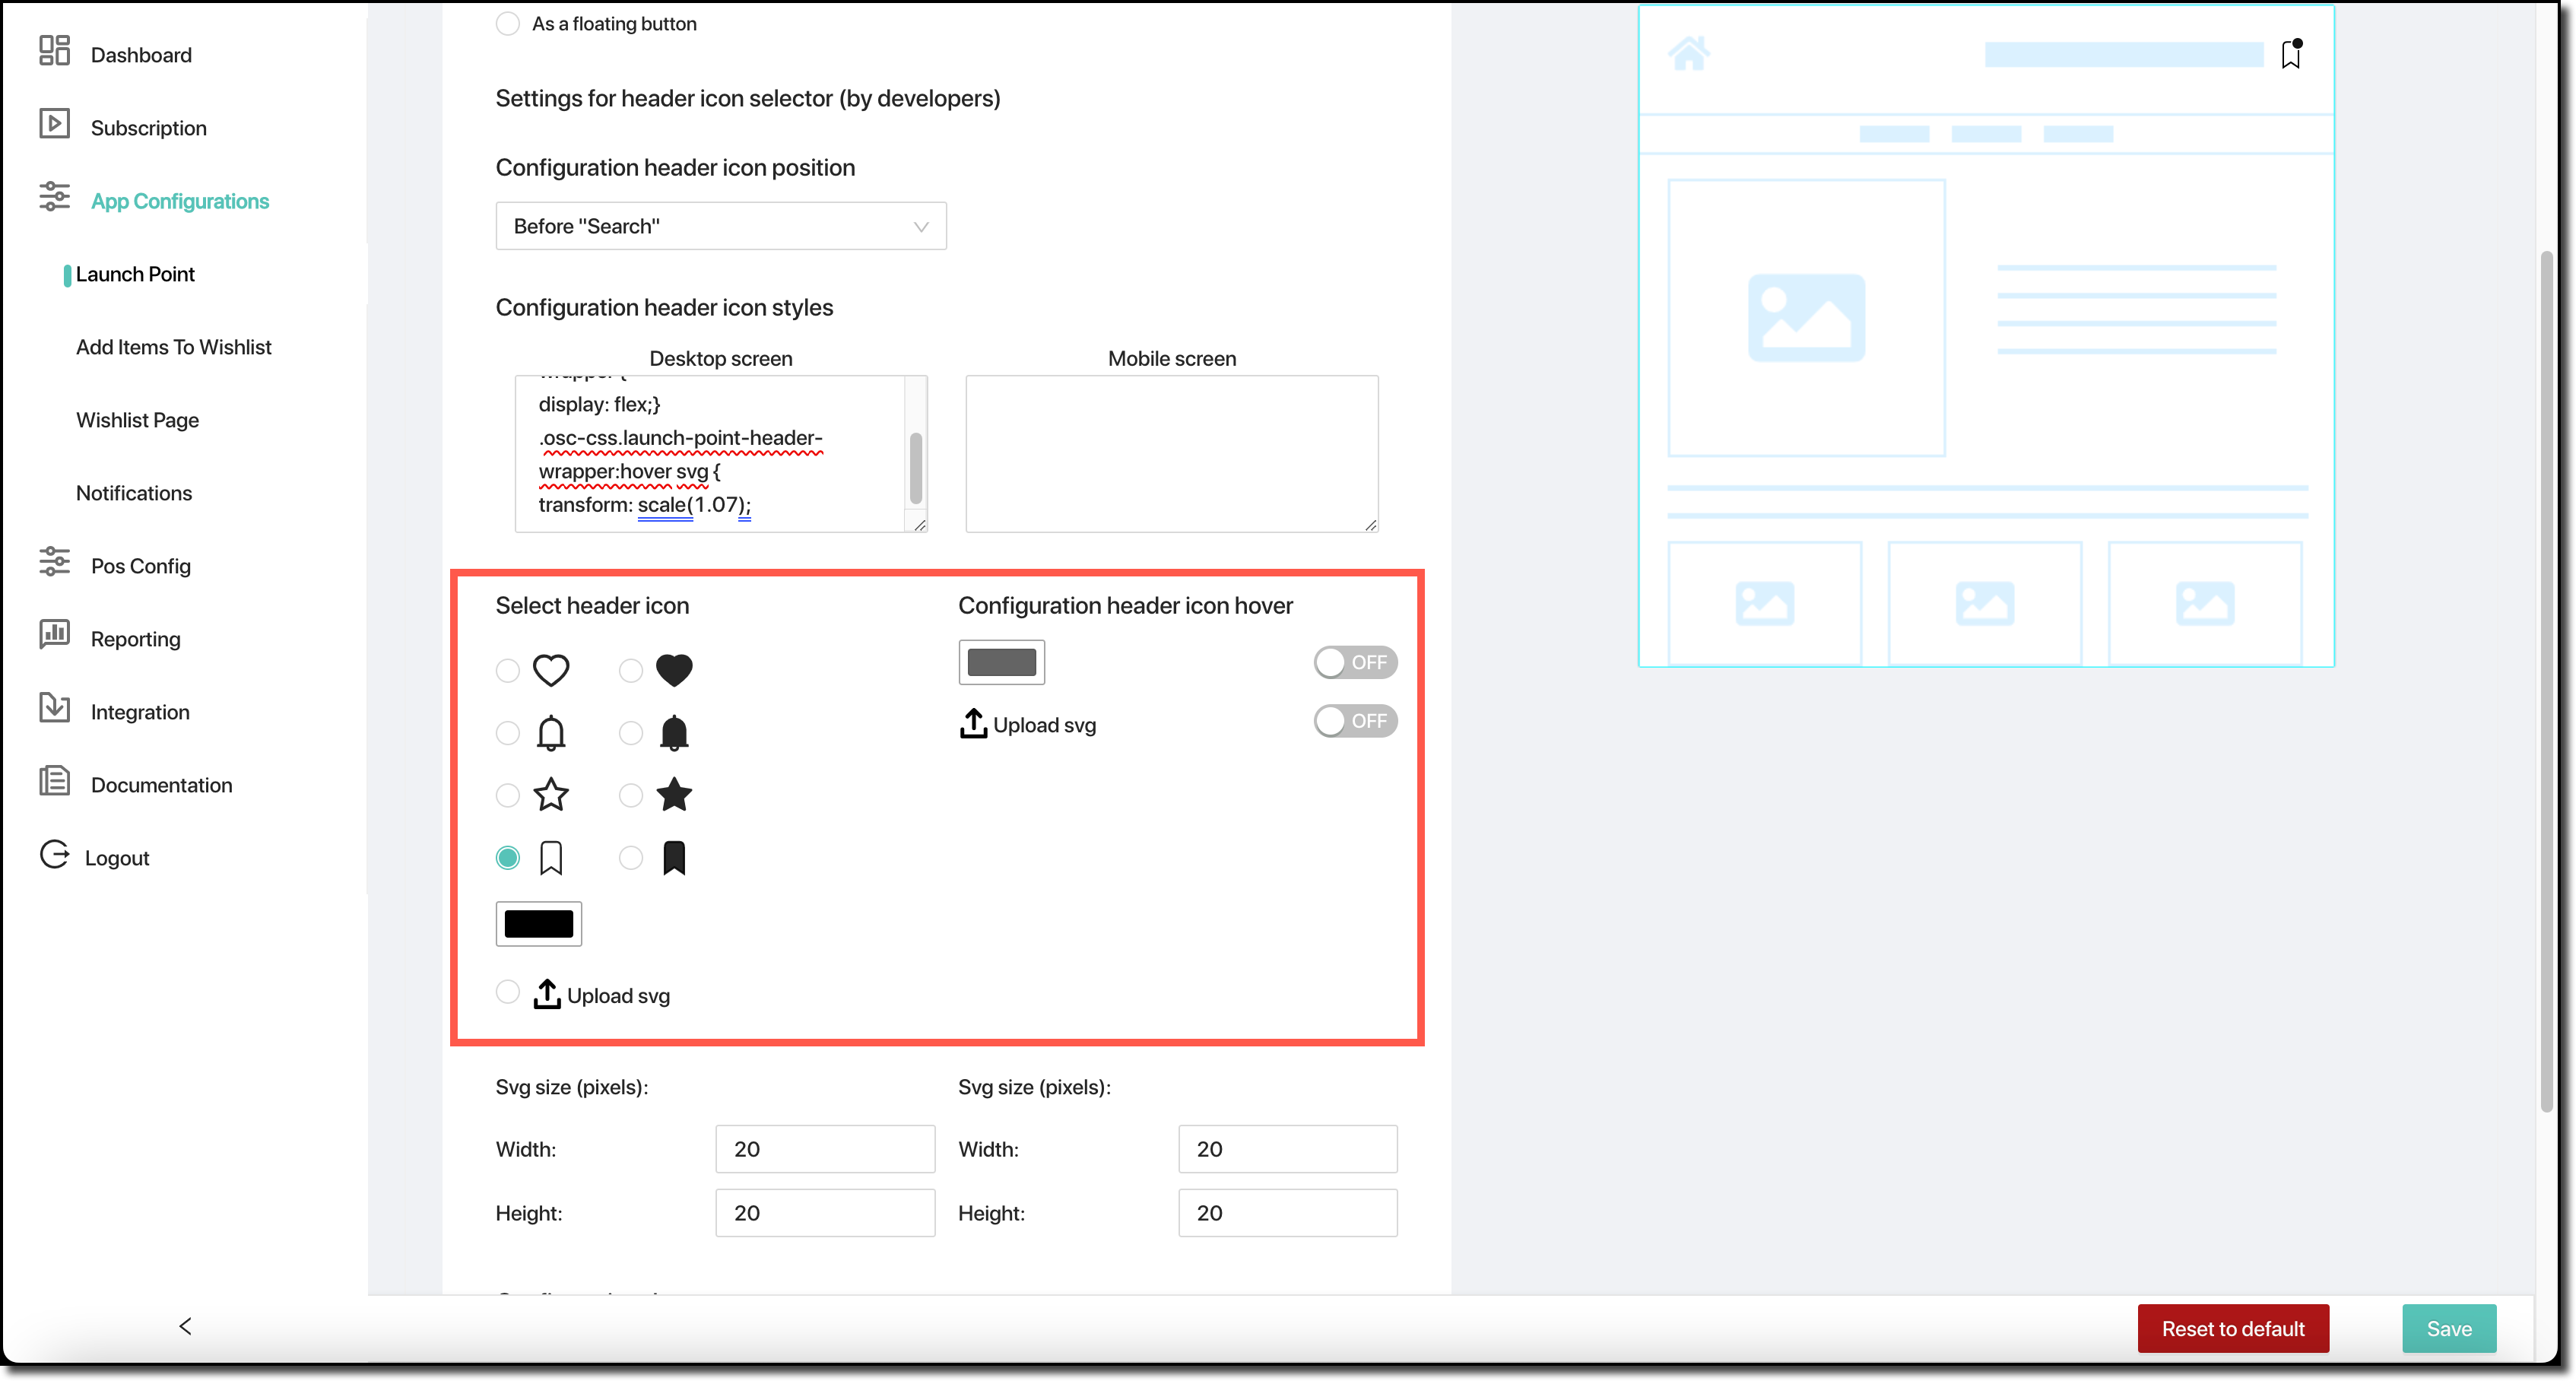 Dashboard
Subscription
App Configurations
Launch Point
Add Items To Wishlist
Wishlist Page
Notifications
Pos Config
Reporting
Integration
Documentation
Logout
As a floating button
Settings for header icon selector (by developers)
Configuration header icon position
Before "Search"
Configuration header icon styles
Desktop screen
Mobile screen
display: flex;}
.osc-css.launch-point-header-
wrapper:hover svg {
transform: scale(1.07);
Select header icon
Configuration header icon hover
OFF
Upload svg
OFF
Upload svg
Svg size (pixels):
Svg size (pixels):
Width:
20
Width:
20
Height:
20
Height:
20
Reset to default
Save